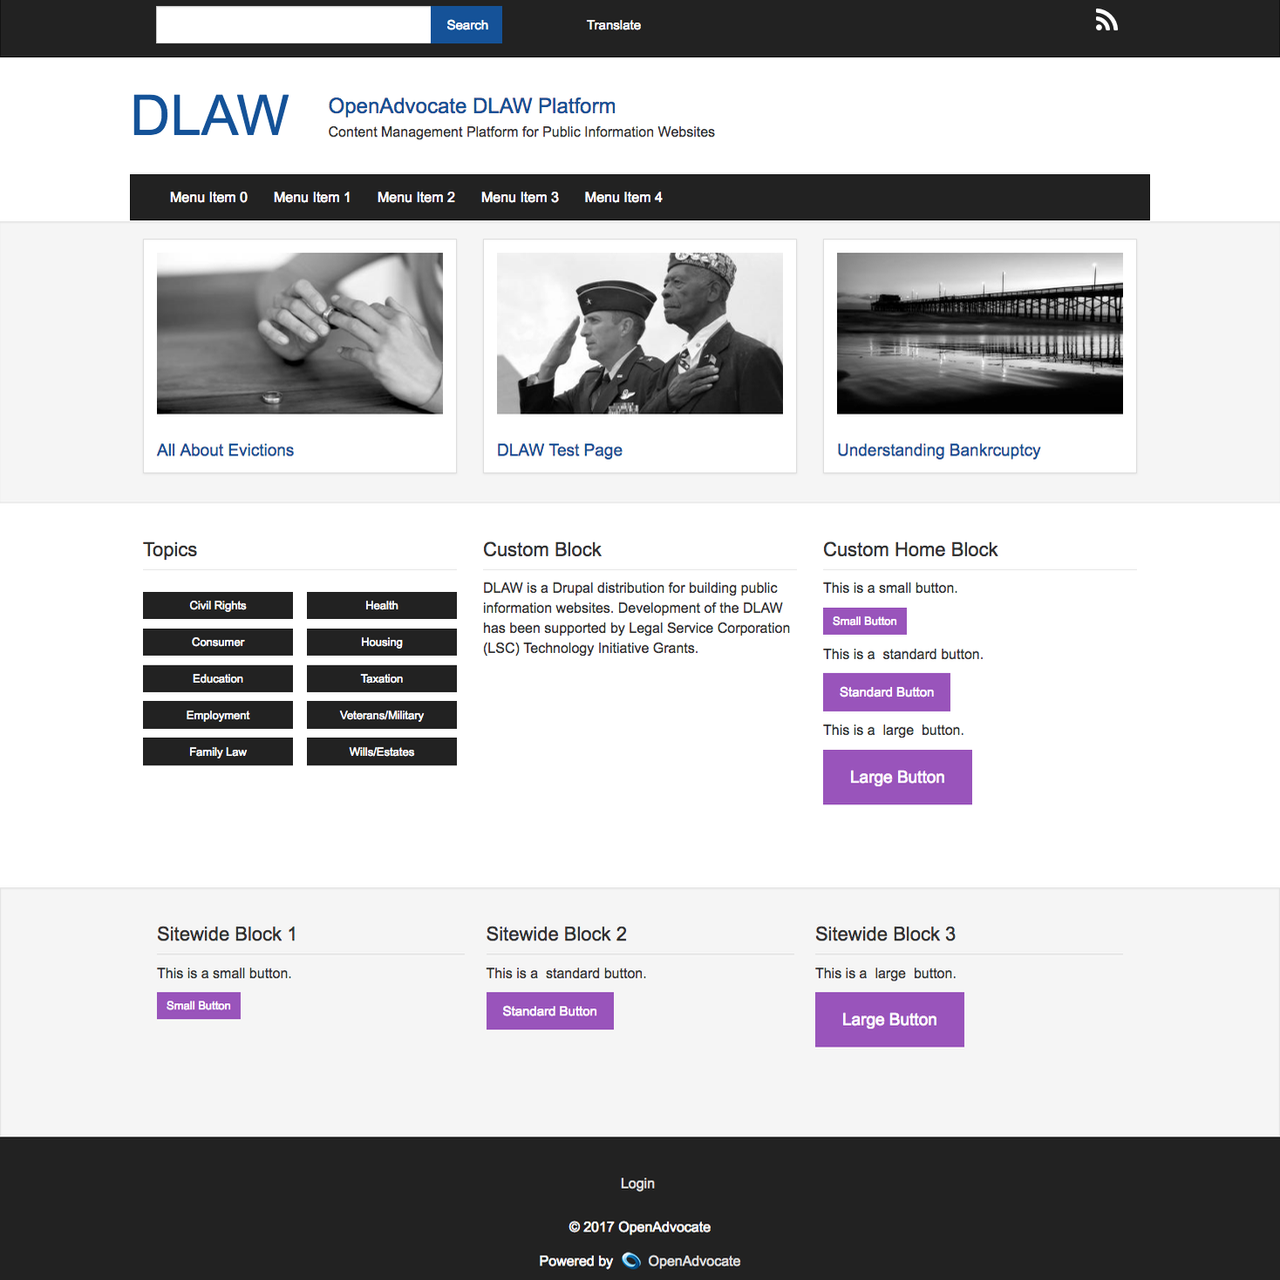 Search
Translate
DLAW
OpenAdvocate DLAW Platform
Content Management Platform for Public Information Websites
Menu Item 0
Menu Item 1
Menu Item 2
Menu Item 3
Menu Item 4
All About Evictions
DLAW Test Page
Understanding Bankrcuptcy
Topics
Civil Rights
Health
Consumer
Housing
Education
Taxation
Employment
Veterans/Military
Family Law
Wills/Estates
Custom Block
DLAW is a Drupal distribution for building public
information websites. Development of the DLAW
has been supported by Legal Service Corporation
(LSC) Technology Initiative Grants.
Custom Home Block
This is a small button.
Small Button
This is a  standard button.
Standard Button
This is a  large  button.
Large Button
Sitewide Block 1
This is a small button.
Small Button
Sitewide Block 2
This is a  standard button.
Standard Button
Sitewide Block 3
This is a  large  button.
Large Button
Login
© 2017 OpenAdvocate
Powered by OpenAdvocate